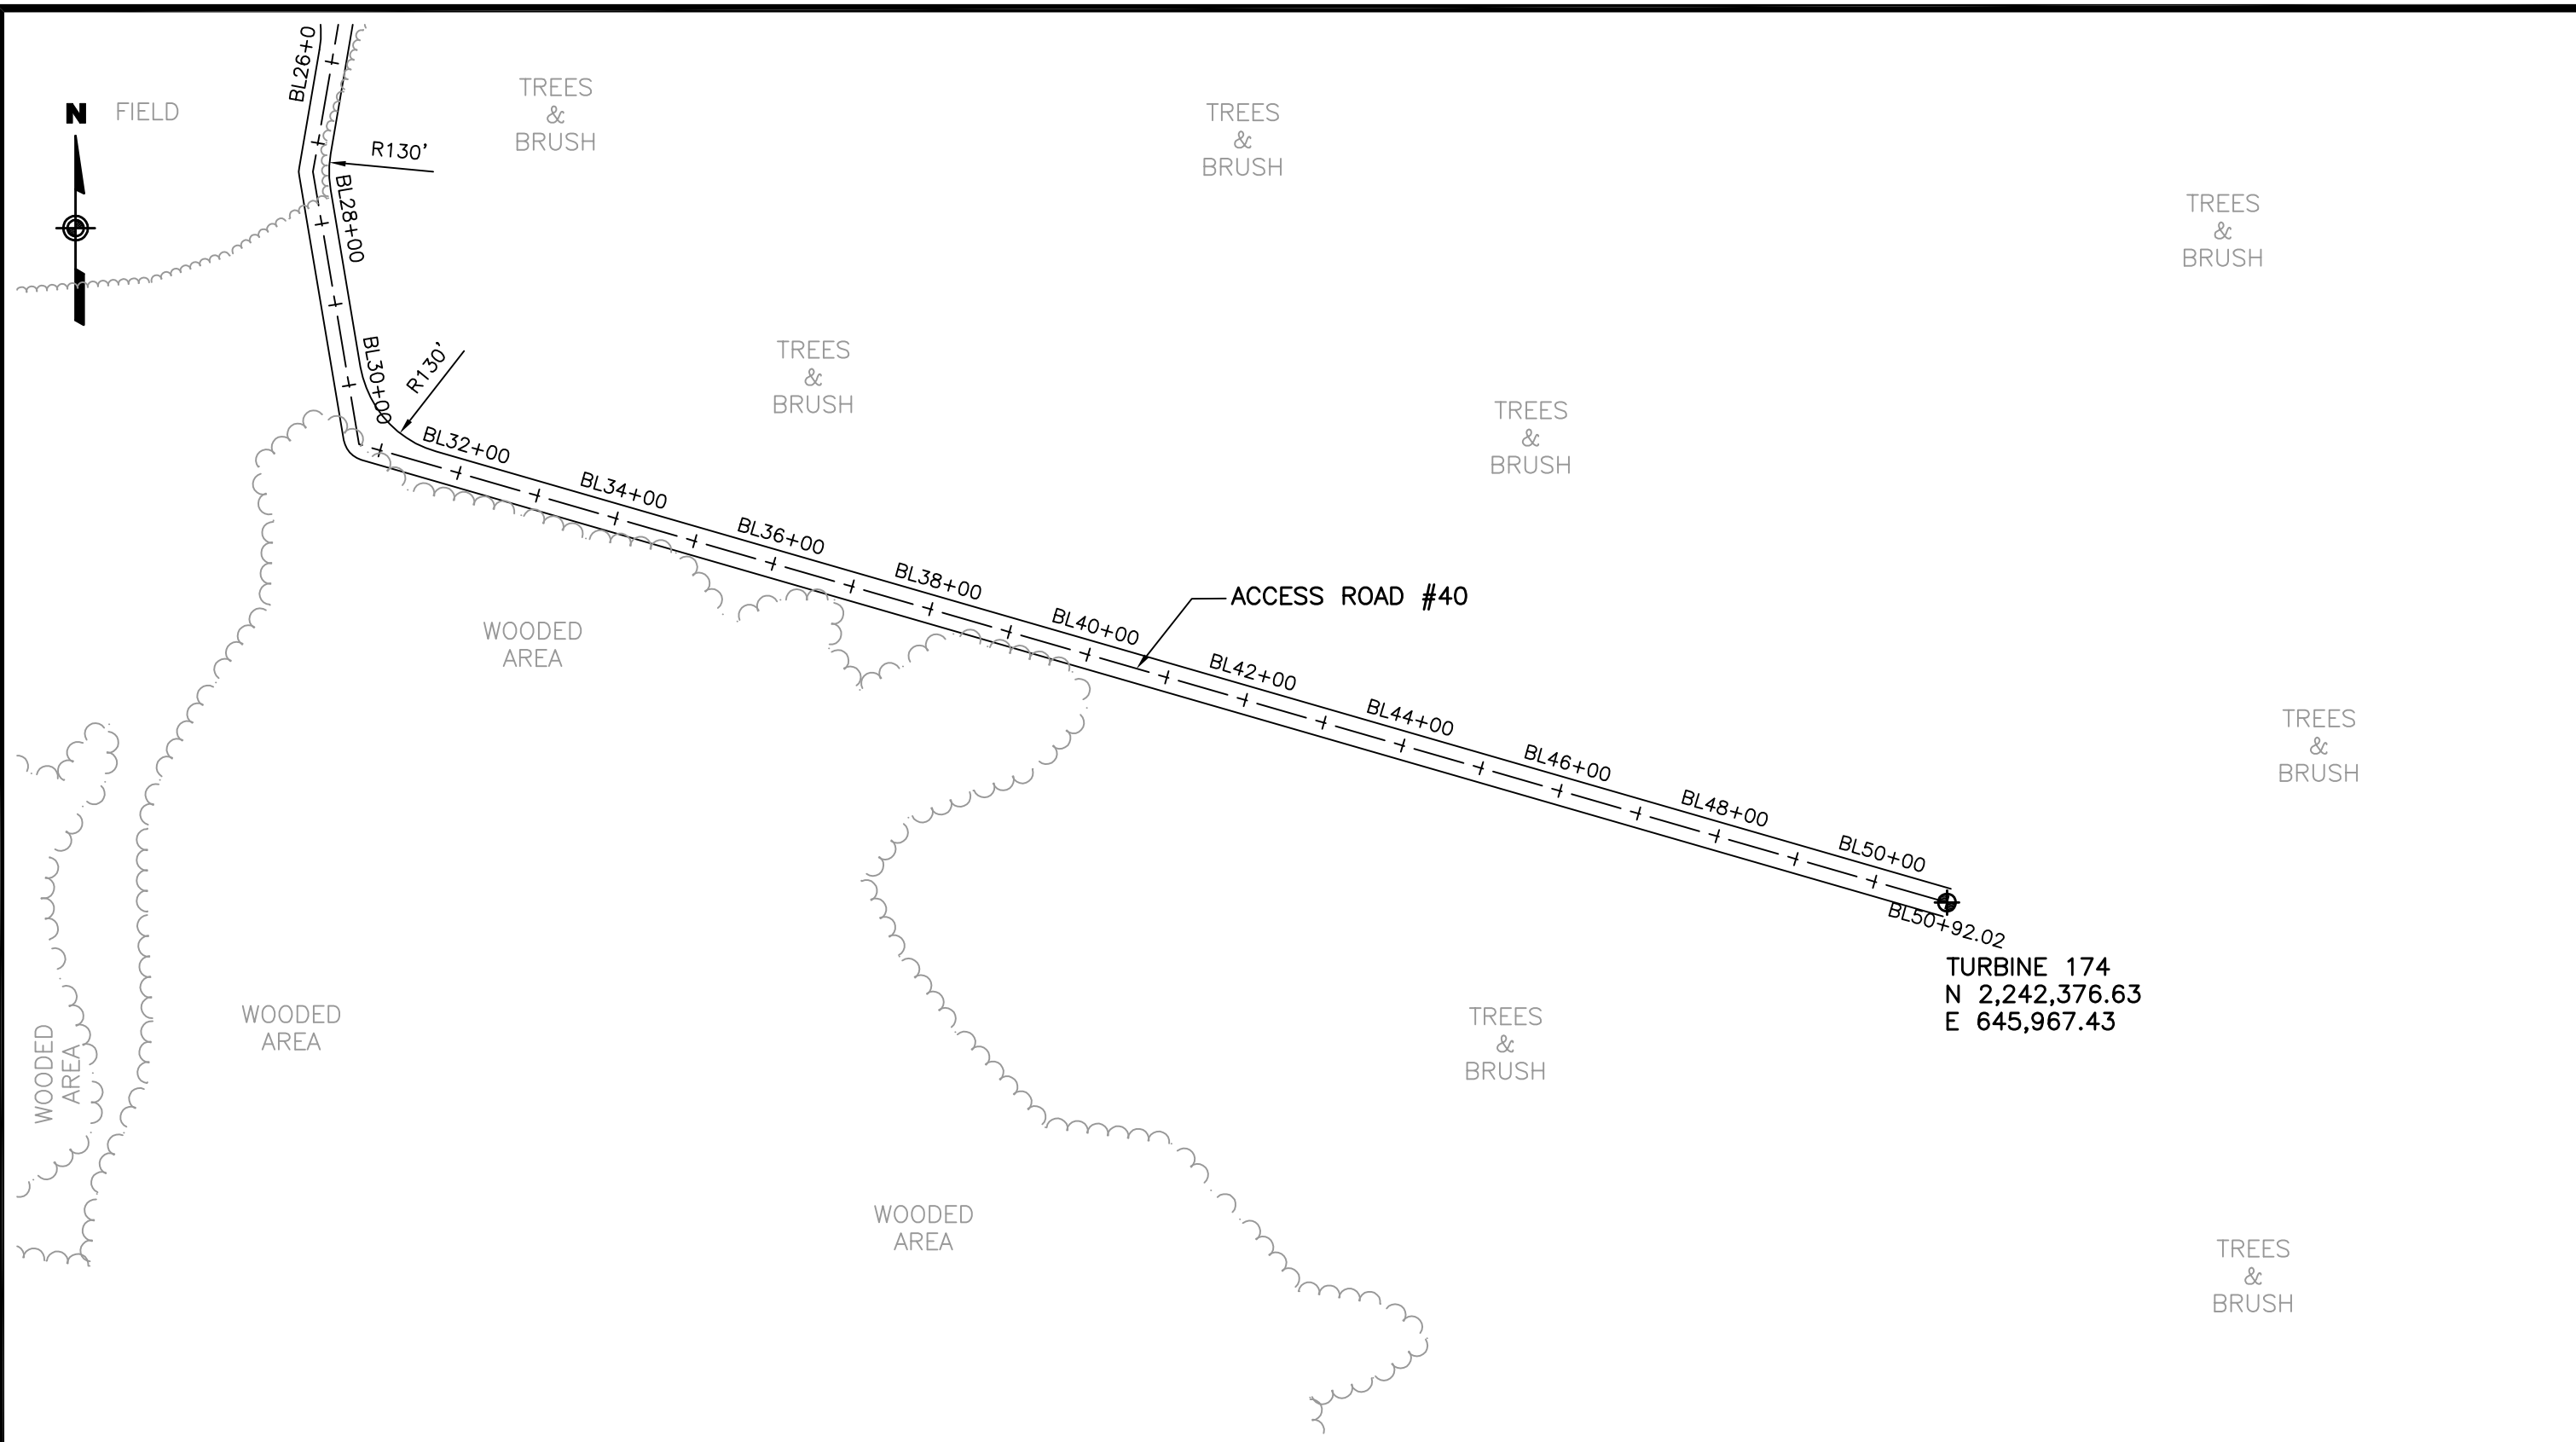 BL26+0
N
FIELD
TREES
&
BRUSH
TREES
&
BRUSH
R130'
BL28+00
TREES
&
BRUSH
BL30+00
R130'
TREES
&
BRUSH
TREES
&
BRUSH
BL32+00
BL34+00
BL36+00
BL38+00
BL40+00
ACCESS ROAD #40
WOODED
AREA
BL42+00
BL44+00
BL46+00
BL48+00
BL50+00
TREES
&
BRUSH
BL50+92.02
TURBINE 174
N 2,242,376.63
E 645,967.43
WOODED
AREA
WOODED
AREA
TREES
&
BRUSH
WOODED
AREA
TREES
&
BRUSH